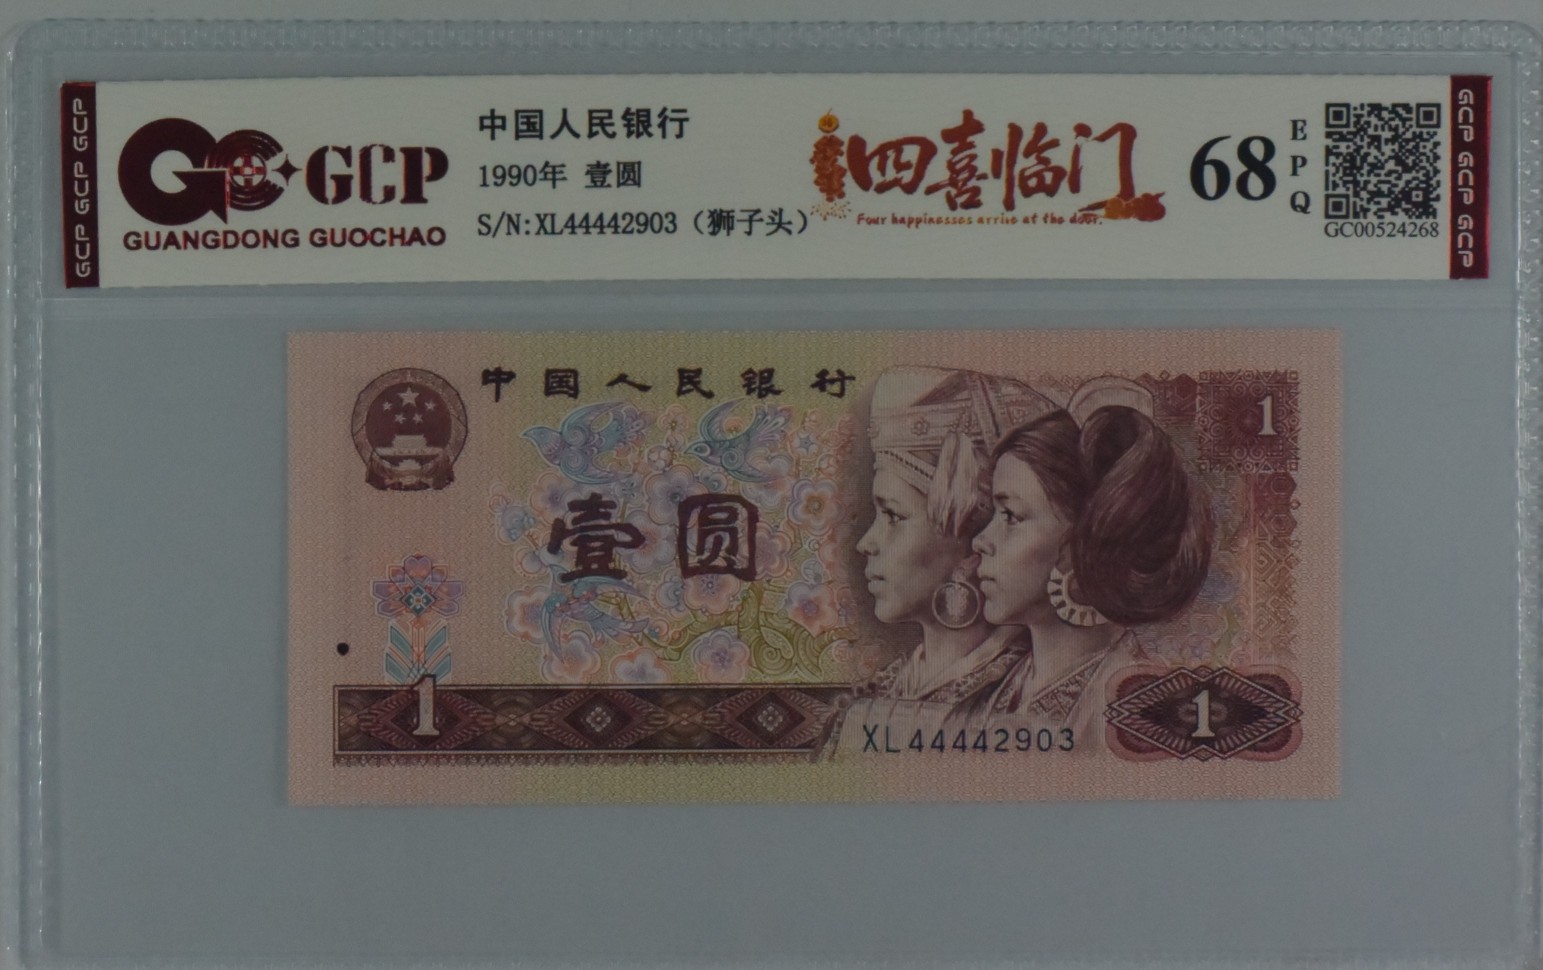 GCP GCP GCP
GCP
GUANGDONG GUOCHAO
中国人民银行
1990年 壹圆
S/N:XL44442903（狮子头）
四喜临门
Four happinesses arrive at the door.
68
EPQ
GC00524268
GCP GCP GCP
中国人民银行
1
壹圆
1
XL44442903
1